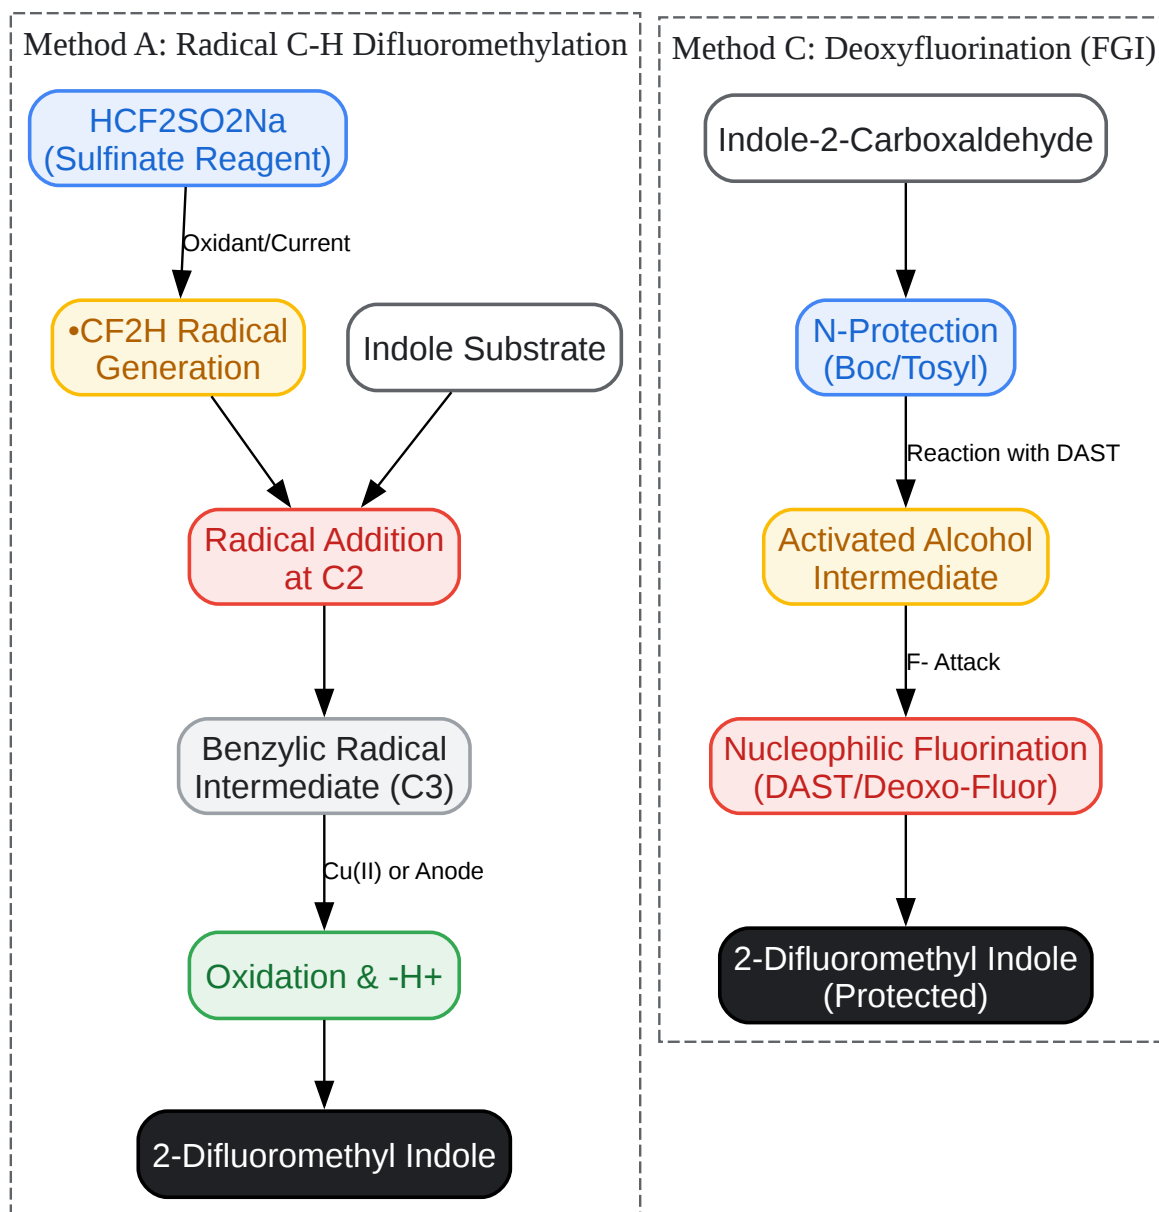 Method A: Radical C-H Difluoromethylation
HCF2SO2Na
(Sulfinate Reagent)
Oxidant/Current
•CF2H Radical
Generation
Indole Substrate
Radical Addition
at C2
Benzylic Radical
Intermediate (C3)
Cu(II) or Anode
Oxidation & -H+
2-Difluoromethyl Indole
Method C: Deoxyfluorination (FGI)
Indole-2-Carboxaldehyde
N-Protection
(Boc/Tosyl)
Reaction with DAST
Activated Alcohol
Intermediate
F- Attack
Nucleophilic Fluorination
(DAST/Deoxo-Fluor)
2-Difluoromethyl Indole
(Protected)